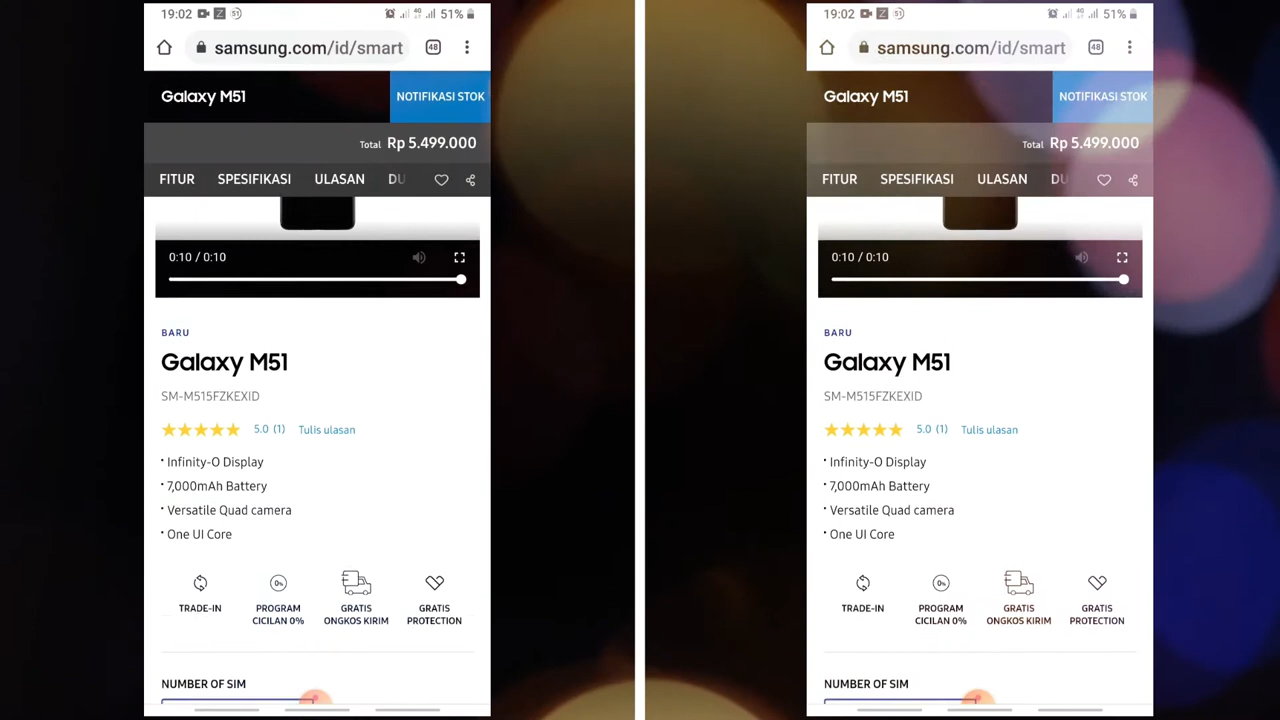 19:02 51%
48
samsung.com/id/smart
Galaxy M51
NOTIFIKASI STOK
Total Rp 5.499.000
FITUR SPESIFIKASI ULASAN DU
0:10 / 0:10
BARU
Galaxy M51
SM-M515FZKEXID
5.0 (1) Tulis ulasan
• Infinity-O Display
• 7,000mAh Battery
• Versatile Quad camera
• One UI Core
TRADE-IN
0%
PROGRAM
CICILAN 0%
GRATIS
ONGKOS KIRIM
GRATIS
PROTECTION
NUMBER OF SIM
19:02 51%
48
samsung.com/id/smart
Galaxy M51
NOTIFIKASI STOK
Total Rp 5.499.000
FITUR SPESIFIKASI ULASAN DU
0:10 / 0:10
BARU
Galaxy M51
SM-M515FZKEXID
5.0 (1) Tulis ulasan
• Infinity-O Display
• 7,000mAh Battery
• Versatile Quad camera
• One UI Core
TRADE-IN
0%
PROGRAM
CICILAN 0%
GRATIS
ONGKOS KIRIM
GRATIS
PROTECTION
NUMBER OF SIM